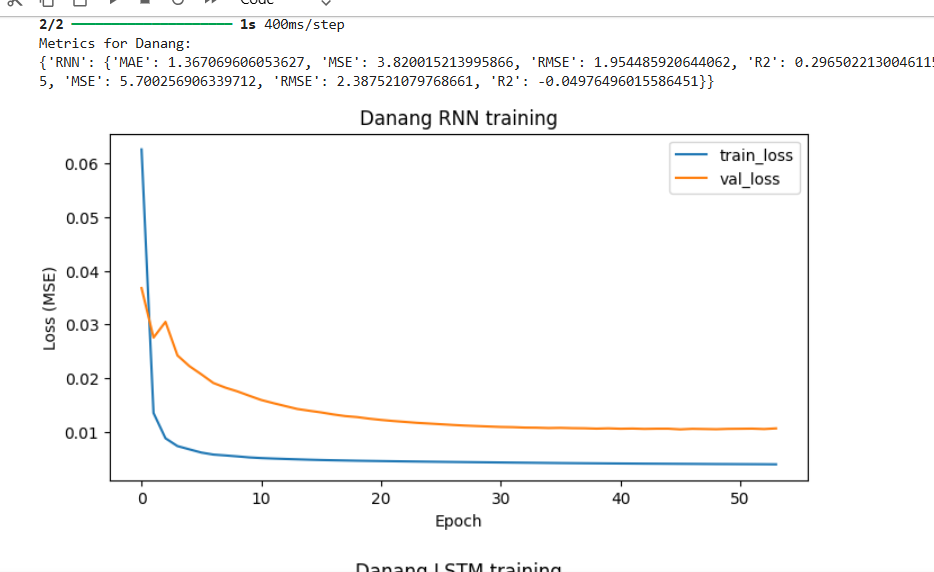 Code
2/2 1s 400ms/step
Metrics for Danang:
{'RNN': {'MAE': 1.367069606053627, 'MSE': 3.820015213995866, 'RMSE': 1.954485920644062, 'R2': 0.296502213004611
5, 'MSE': 5.700256906339712, 'RMSE': 2.387521079768661, 'R2': -0.04976496015586451}}
Danang RNN training
train_loss
val_loss
0.06
0.05
0.04
0.03
0.02
0.01
Loss (MSE)
0 10 20 30 40 50
Epoch
Danang LSTM training